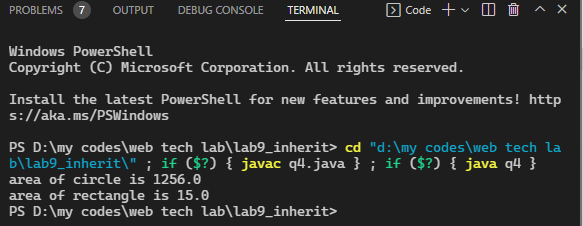 PROBLEMS 7 OUTPUT DEBUG CONSOLE TERMINAL Code
Windows PowerShell
Copyright (C) Microsoft Corporation. All rights reserved.
Install the latest PowerShell for new features and improvements! http
s://aka.ms/PSWindows
PS D:\my codes\web tech lab\lab9_inherit> cd "d:\my codes\web tech la
b\lab9_inherit\" ; if ($?) { javac q4.java } ; if ($?) { java q4 }
area of circle is 1256.0
area of rectangle is 15.0
PS D:\my codes\web tech lab\lab9_inherit>